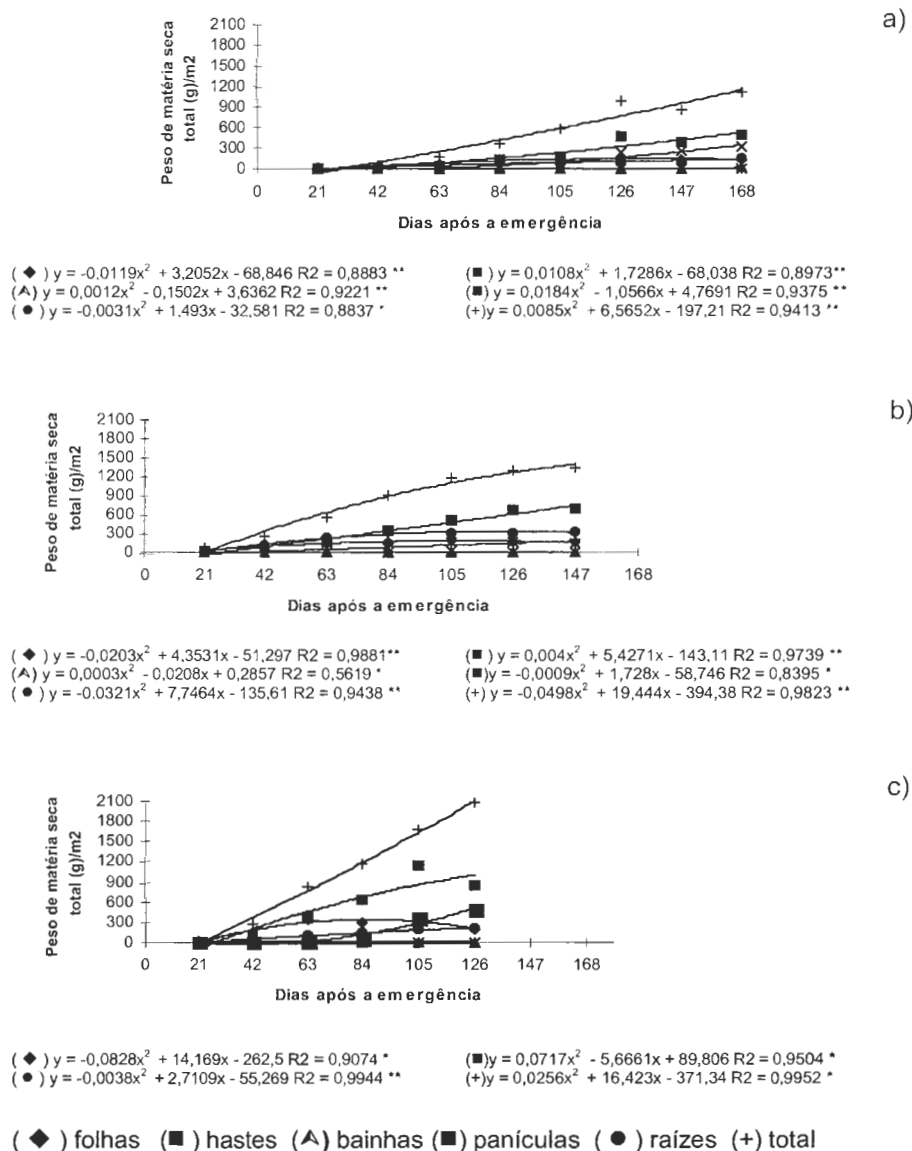 a)
Peso de matéria seca
total (g)/m2
2100
1800
1500
1200
900
600
300
0
0 21 42 63 84 105 126 147 168
Dias após a emergência
(◆) y = -0,0119x² + 3,2052x - 68,846 R2 = 0,8883 **
(■) y = 0,0108x² + 1,7286x - 68,038 R2 = 0,8973**
(⮝) y = 0,0012x² - 0,1502x + 3,6362 R2 = 0,9221 **
(■) y = 0,0184x² - 1,0566x + 4,7691 R2 = 0,9375 **
(●) y = -0,0031x² + 1,493x - 32,581 R2 = 0,8837 *
(+)y = 0,0085x² + 6,5652x - 197,21 R2 = 0,9413 **
b)
Peso de matéria seca
total (g)/m2
2100
1800
1500
1200
900
600
300
0
0 21 42 63 84 105 126 147 168
Dias após a emergência
(◆) y = -0,0203x² + 4,3531x - 51,297 R2 = 0,9881**
(■) y = 0,004x² + 5,4271x - 143,11 R2 = 0,9739 **
(⮝) y = 0,0003x² - 0,0208x + 0,2857 R2 = 0,5619 *
(■)y = -0,0009x² + 1,728x - 58,746 R2 = 0,8395 *
(●) y = -0,0321x² + 7,7464x - 135,61 R2 = 0,9438 **
(+) y = -0,0498x² + 19,444x - 394,38 R2 = 0,9823 **
c)
Peso de matéria seca
total (g)/m2
2100
1800
1500
1200
900
600
300
0
0 21 42 63 84 105 126 147 168
Dias após a emergência
(◆) y = -0,0828x² + 14,169x - 262,5 R2 = 0,9074 *
(■)y = 0,0717x² - 5,6661x + 89,806 R2 = 0,9504 *
(●) y = -0,0038x² + 2,7109x - 55,269 R2 = 0,9944 **
(+)y = 0,0256x² + 16,423x - 371,34 R2 = 0,9952 *
(◆) folhas (■) hastes (⮝) bainhas (■) panículas (●) raízes (+) total